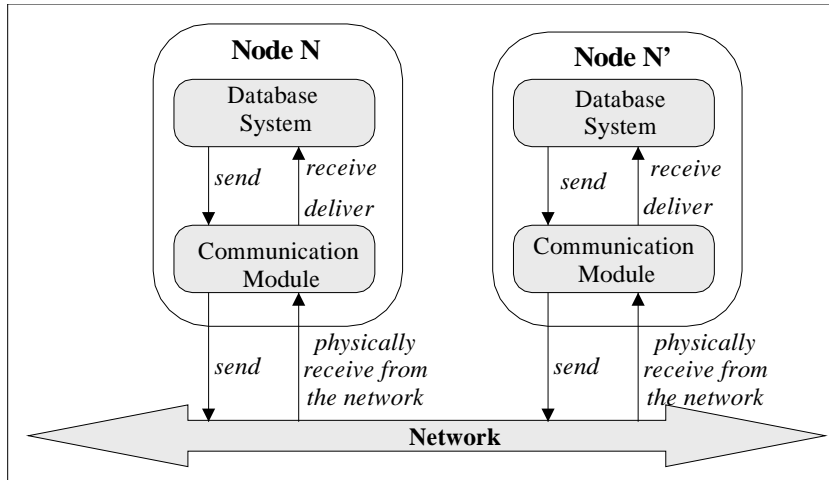 Node N
Database
System
send
receive
deliver
Communication
Module
send
physically
receive from
the network
Node N’
Database
System
send
receive
deliver
Communication
Module
send
physically
receive from
the network
Network